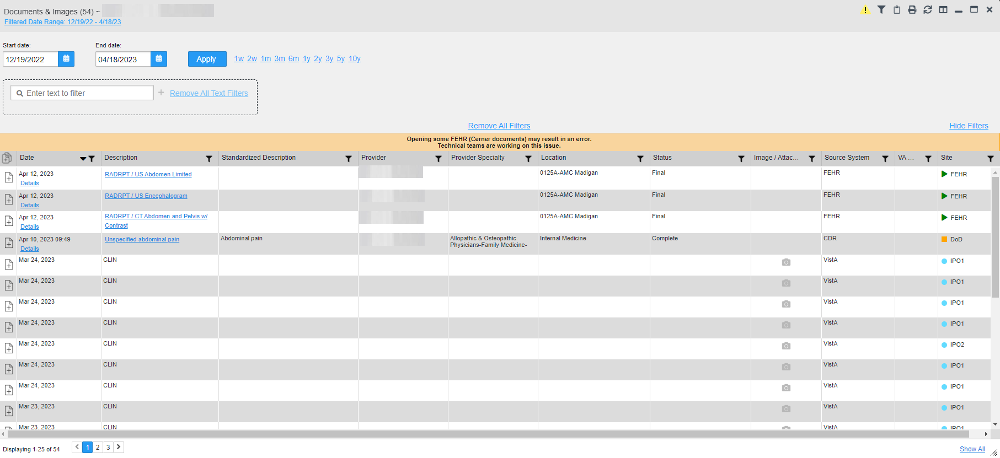 Documents & Images (54) ~
Filtered Date Range: 12/19/22 - 4/18/23
Start date:
End date:
12/19/2022
04/18/2023
Apply
1w 2w 1m 3m 6m 1y 2y 3y 5y 10y
Enter text to filter
+
Remove All Text Filters
Remove All Filters
Hide Filters
Opening some FEHR (Cerner documents) may result in an error.
Technical teams are working on this issue.
Date Description Standardized Description Provider Provider Specialty Location Status Image / Attac... Source System VA ... Site
Apr 12, 2023 RADRPT / US Abdomen Limited 0125A-AMC Madigan Final FEHR FEHR
Details
Apr 12, 2023 RADRPT / US Encephalogram 0125A-AMC Madigan Final FEHR FEHR
Details
Apr 12, 2023 RADRPT / CT Abdomen and Pelvis w/ 0125A-AMC Madigan Final FEHR FEHR
Details Contrast
Apr 10, 2023 09:49 Unspecified abdominal pain Abdominal pain Allopathic & Osteopathic Internal Medicine Complete CDR DoD
Details Physicians-Family Medicine-
Mar 24, 2023 CLIN VistA IPO1
Mar 24, 2023 CLIN VistA IPO1
Mar 24, 2023 CLIN VistA IPO1
Mar 24, 2023 CLIN VistA IPO1
Mar 24, 2023 CLIN VistA IPO2
Mar 24, 2023 CLIN VistA IPO1
Mar 24, 2023 CLIN VistA IPO1
Mar 23, 2023 CLIN VistA IPO1
Mar 23, 2023 CLIN VistA IPO1
Displaying 1-25 of 54
1 2 3
Show All